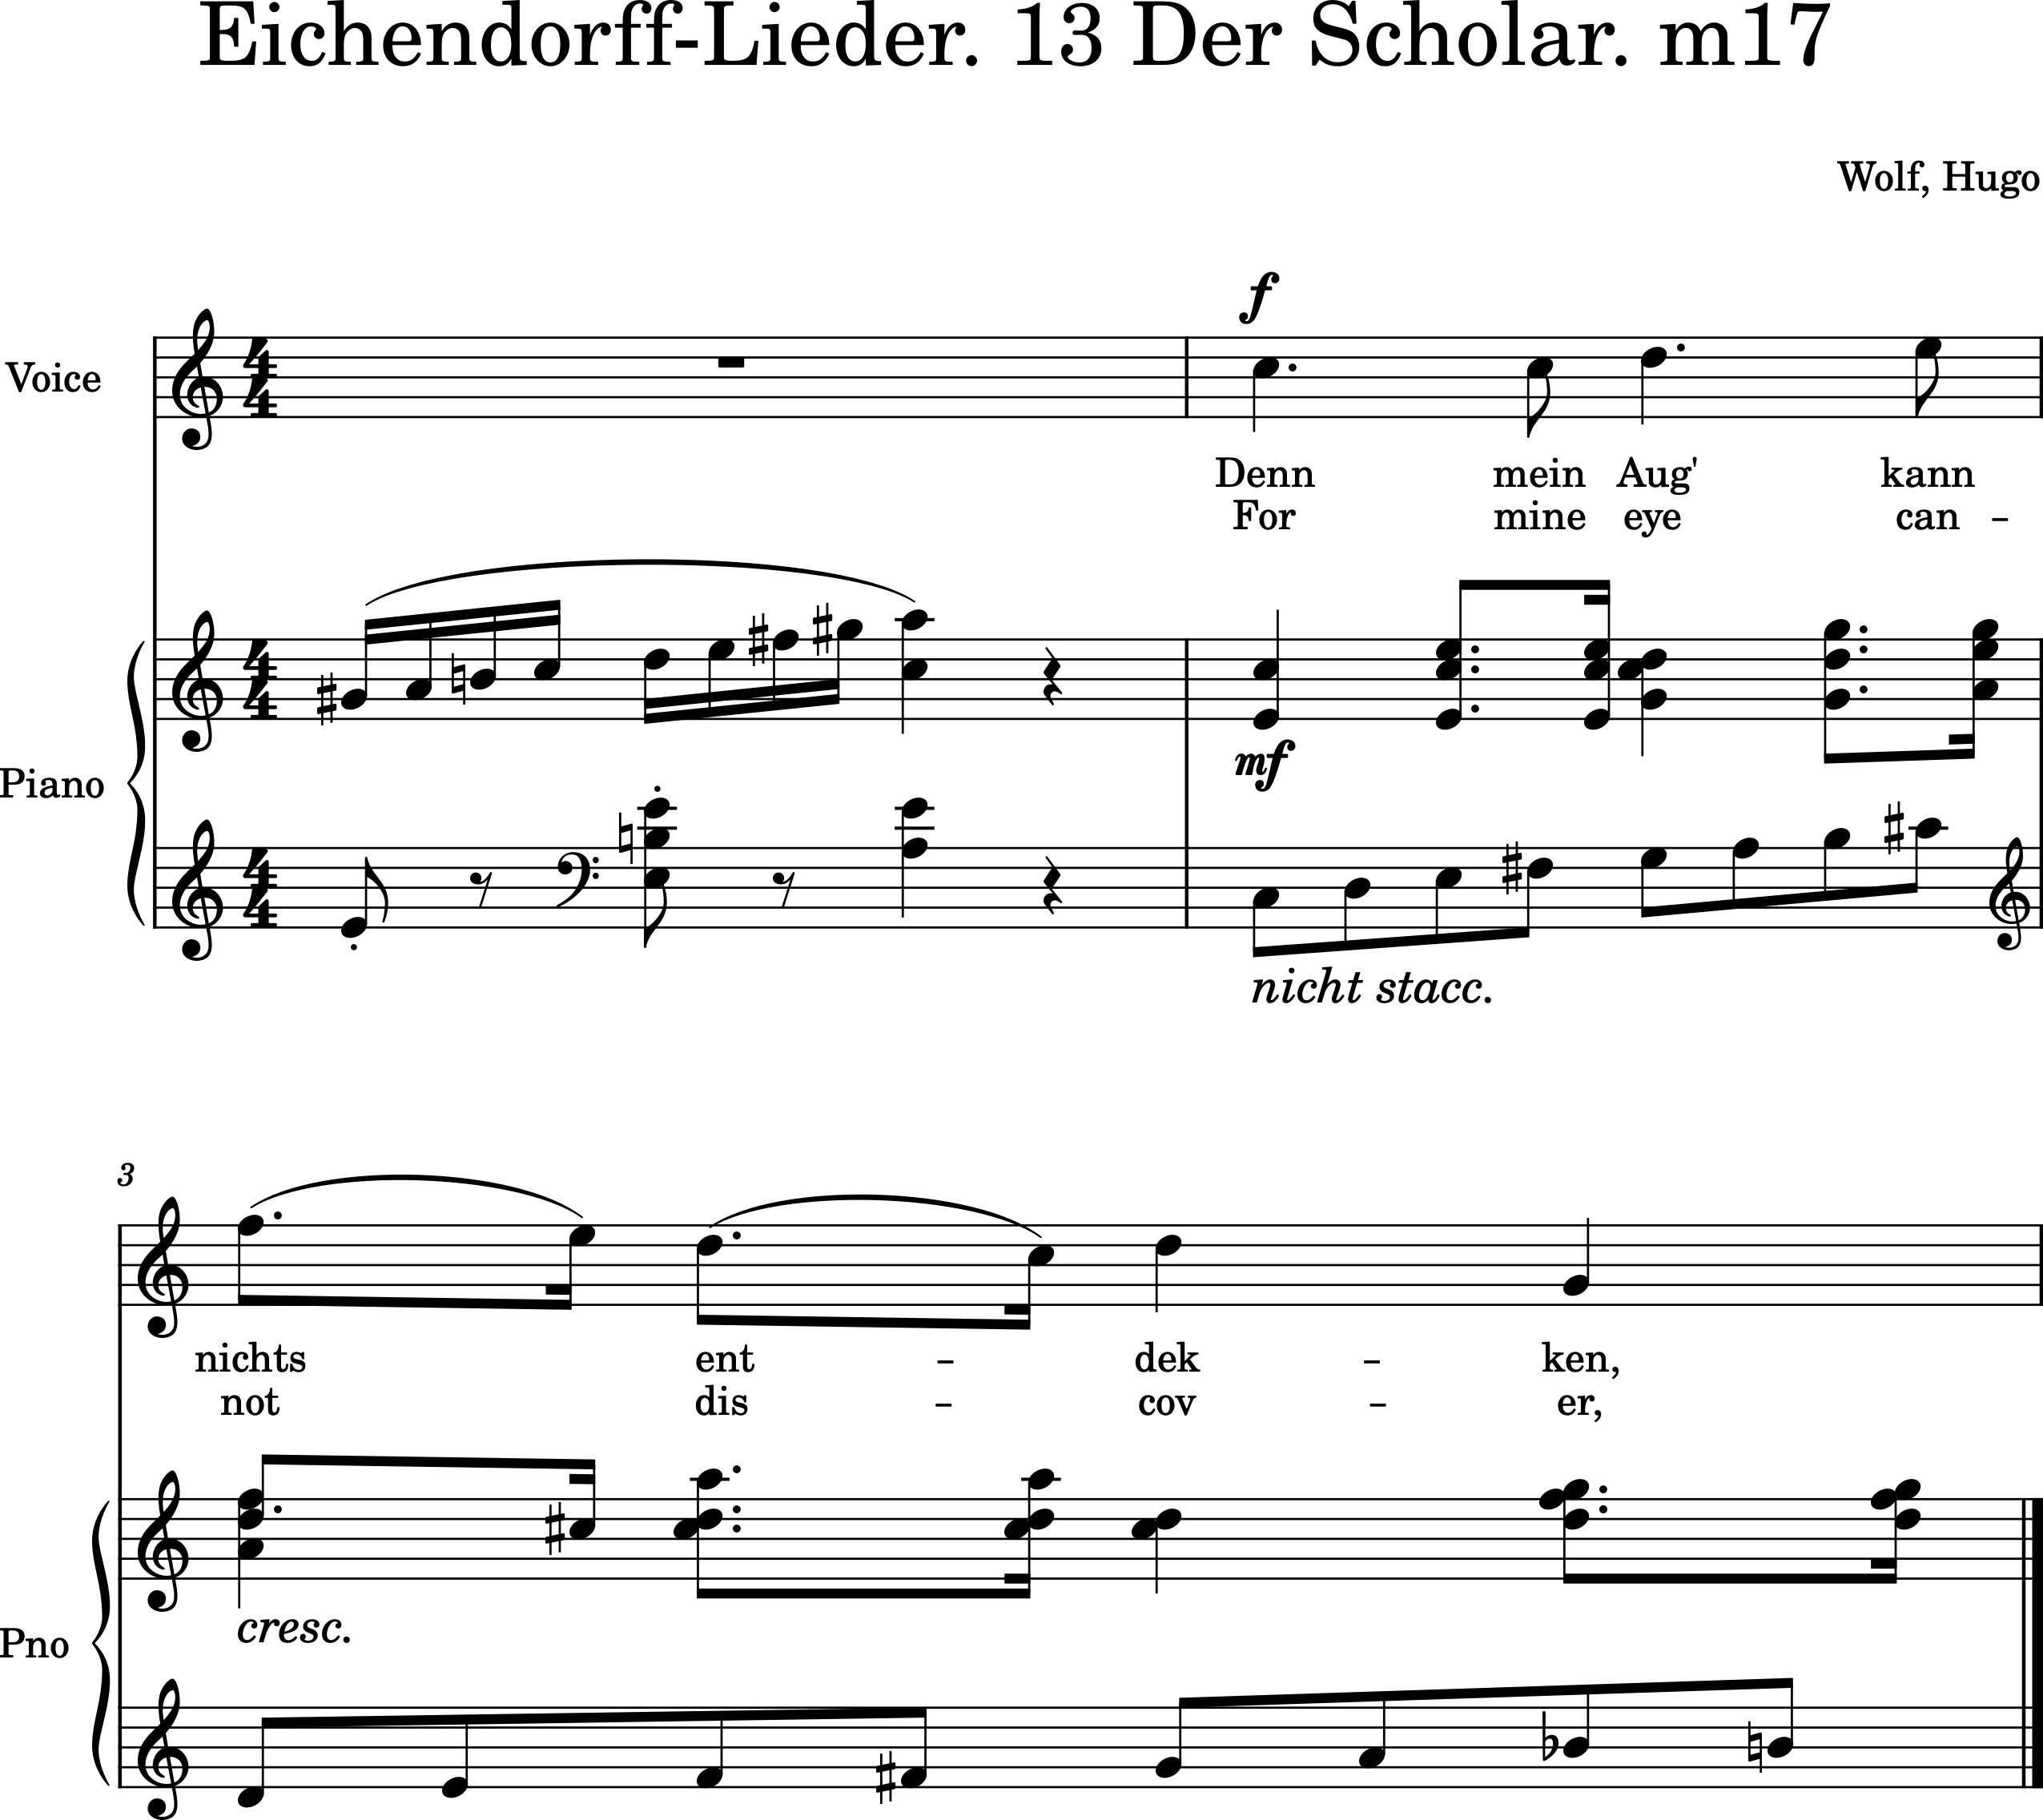 Eichendorff-Lieder. 13 Der Scholar. m17
Wolf, Hugo
f
Voice
Denn mein Aug' kann
For mine eye can -
mf
Piano
nicht stacc.
3
nichts ent - dek - ken,
not dis - cov - er,
cresc.
Pno